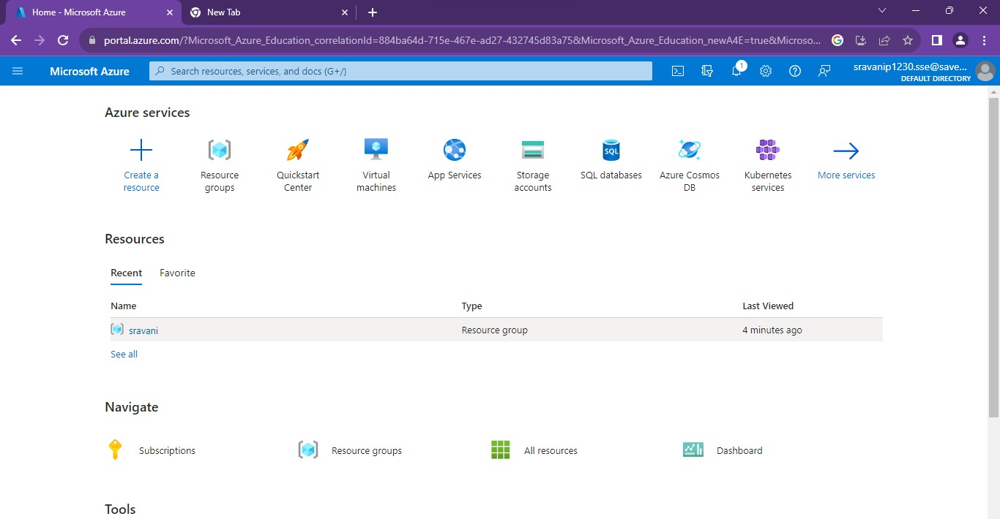 Home - Microsoft Azure
New Tab
portal.azure.com/?Microsoft_Azure_Education_correlationId=884ba64d-715e-467e-ad27-432745d83a75&Microsoft_Azure_Education_newA4E=true&Microso...
Microsoft Azure
Search resources, services, and docs (G+/)
1
sravanip1230.sse@save...
DEFAULT DIRECTORY
Azure services
Create a
resource
Resource
groups
Quickstart
Center
Virtual
machines
App Services
Storage
accounts
SQL
SQL databases
Azure Cosmos
DB
Kubernetes
services
More services
Resources
Recent
Favorite
Name
Type
Last Viewed
sravani
Resource group
4 minutes ago
See all
Navigate
Subscriptions
Resource groups
All resources
Dashboard
Tools